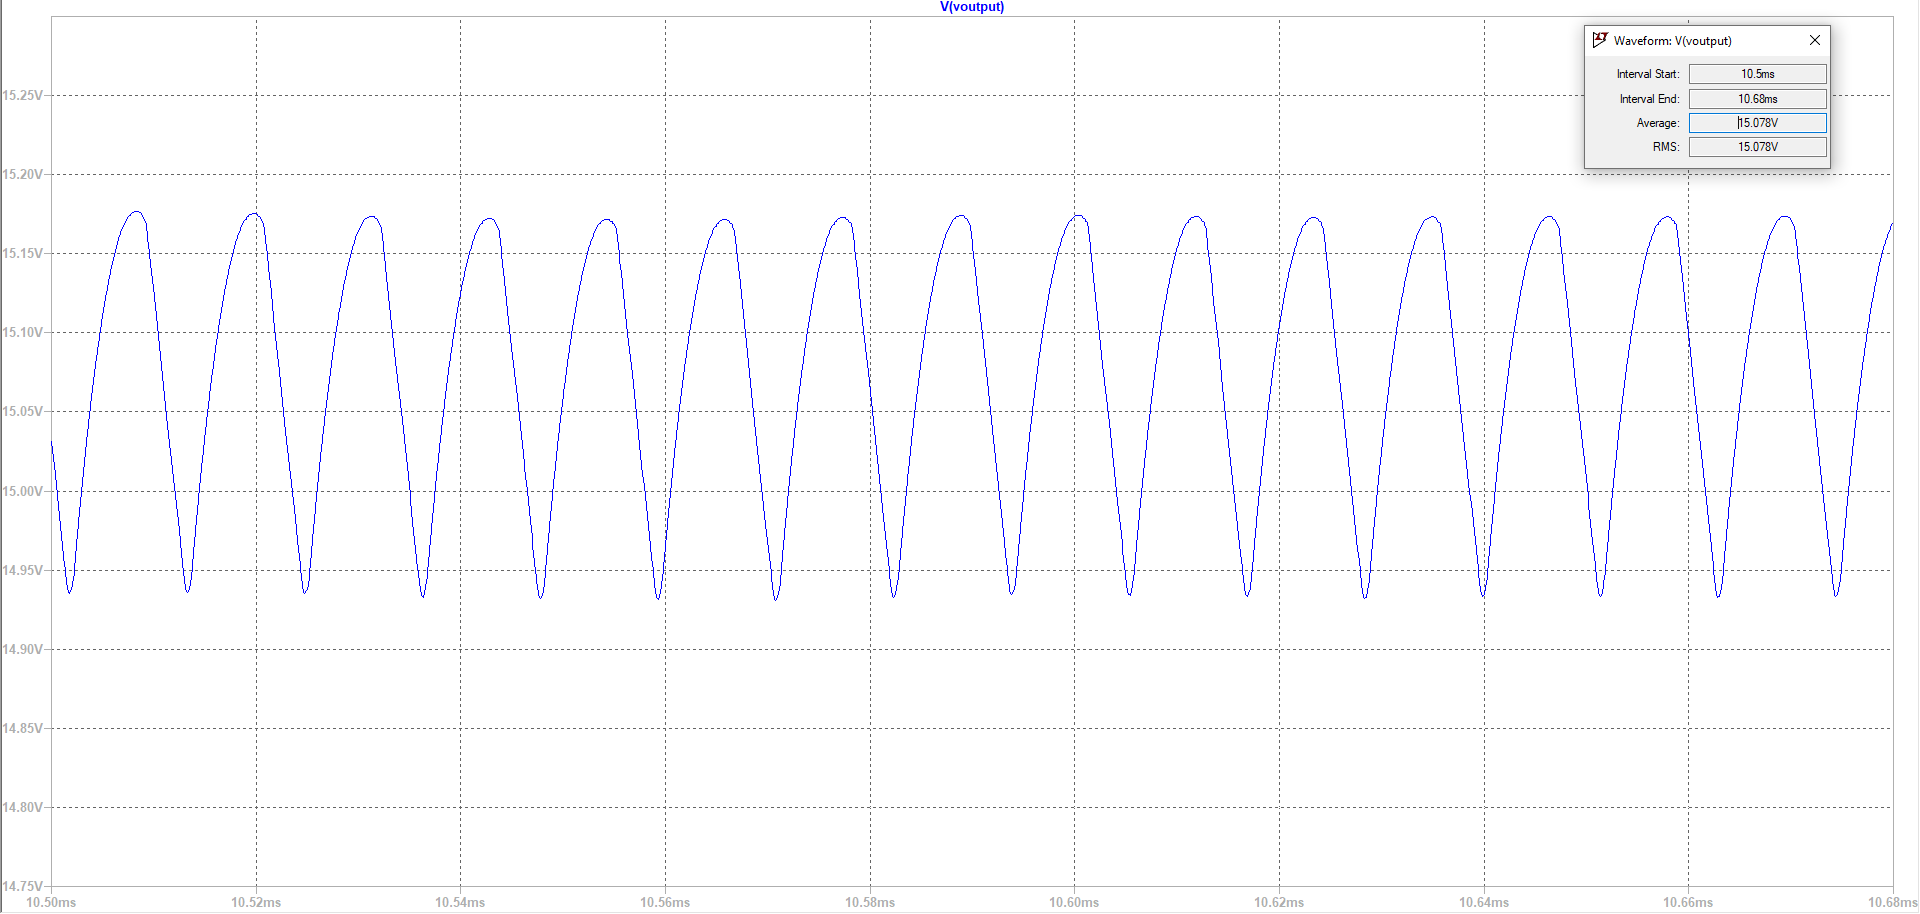 V(voutput)
Waveform: V(voutput)
Interval Start: 10.5ms
Interval End: 10.68ms
Average: 15.078V
RMS: 15.078V
15.25V
15.20V
15.15V
15.10V
15.05V
15.00V
14.95V
14.90V
14.85V
14.80V
14.75V
10.50ms 10.52ms 10.54ms 10.56ms 10.58ms 10.60ms 10.62ms 10.64ms 10.66ms 10.68ms